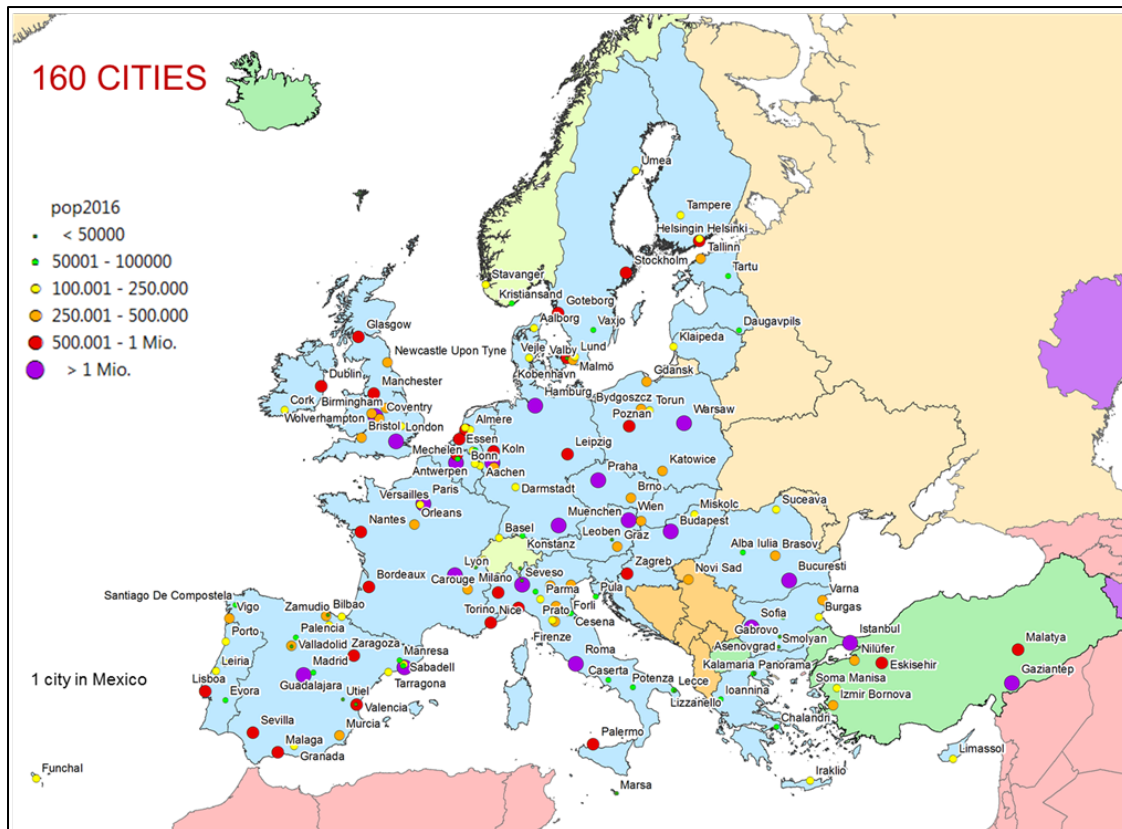 160 CITIES
pop2016
< 50000
50001 - 100000
100.001 - 250.000
250.001 - 500.000
500.001 - 1 Mio.
> 1 Mio.
1 city in Mexico
Umea
Tampere
Helsingin Helsinki
Tallinn
Stockholm
Tartu
Stavanger
Kristiansand
Goteborg
Aalborg
Vaxjo
Daugavpils
Klaipeda
Glasgow
Newcastle Upon Tyne
Vejle
Valby
Lund
Kobenhavn
Malmö
Dublin
Manchester
Gdansk
Hamburg
Cork
Birmingham
Coventry
Wolverhampton
Bristol
London
Almere
Bydgoszcz
Torun
Poznan
Warsaw
Essen
Mechelen
Koln
Leipzig
Bonn
Antwerpen
Aachen
Katowice
Praha
Darmstadt
Brno
Versailles
Paris
Orleans
Miskolc
Suceava
Nantes
Muenchen
Wien
Budapest
Basel
Leoben
Graz
Konstanz
Alba Iulia
Brasov
Lyon
Seveso
Zagreb
Novi Sad
Bucuresti
Bordeaux
Carouge
Milano
Parma
Pula
Varna
Santiago De Compostela
Vigo
Zamudio
Bilbao
Torino
Nice
Prato
Forli
Cesena
Sofia
Burgas
Porto
Palencia
Valladolid
Zaragoza
Manresa
Firenze
Gabrovo
Smolyan
Istanbul
Leiria
Madrid
Sabadell
Roma
Asenovgrad
Nilüfer
Malatya
Lisboa
Guadalajara
Tarragona
Caserta
Potenza
Lecce
Kalamaria
Panorama
Eskisehir
Gaziantep
Evora
Utiel
Valencia
Lizzanello
Ioannina
Soma Manisa
Izmir Bornova
Sevilla
Murcia
Malaga
Granada
Palermo
Chalandri
Limassol
Funchal
Marsa
Iraklio